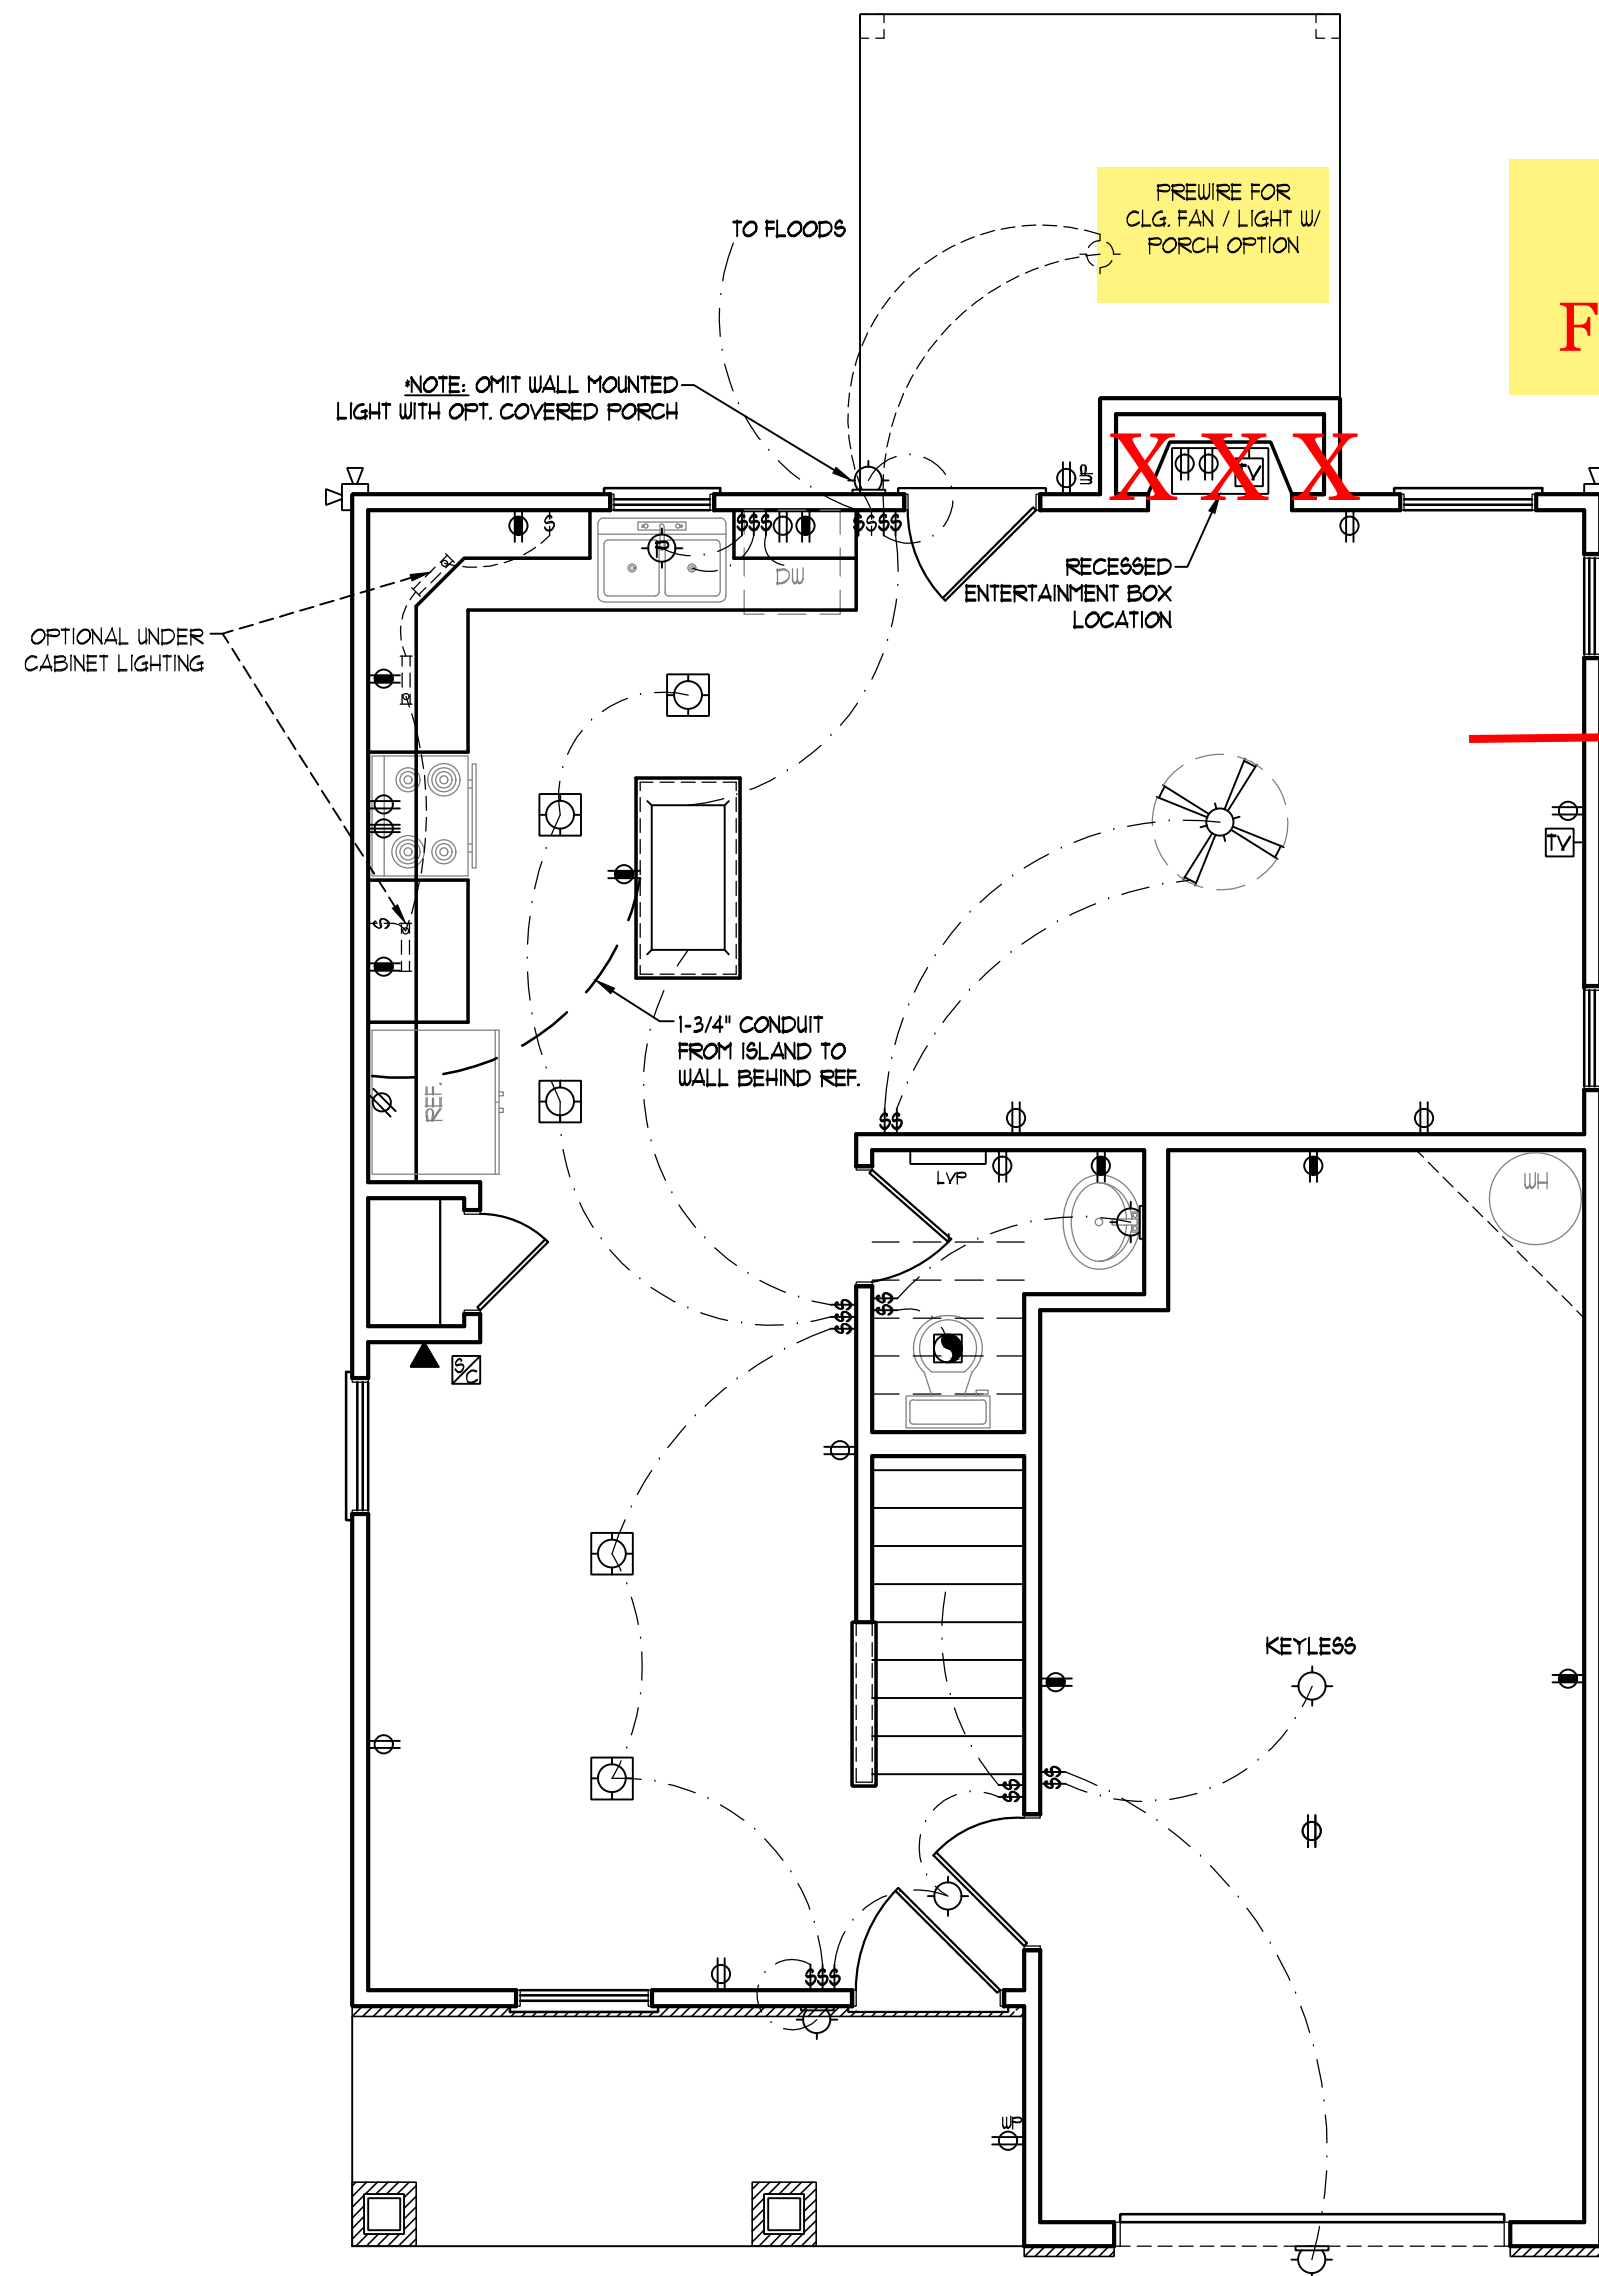 PREWIRE FOR
CLG. FAN / LIGHT W/
PORCH OPTION
TO FLOODS
F
*NOTE: OMIT WALL MOUNTED
LIGHT WITH OPT. COVERED PORCH
X X X
TV
WP
$
$$$
$$$$
DW
RECESSED
ENTERTAINMENT BOX
LOCATION
OPTIONAL UNDER
CABINET LIGHTING
TV
$
1-3/4" CONDUIT
FROM ISLAND TO
WALL BEHIND REF.
REF.
$$
LVP
WH
$$$
$$
S/C
KEYLESS
$$
$$
$$$
WP